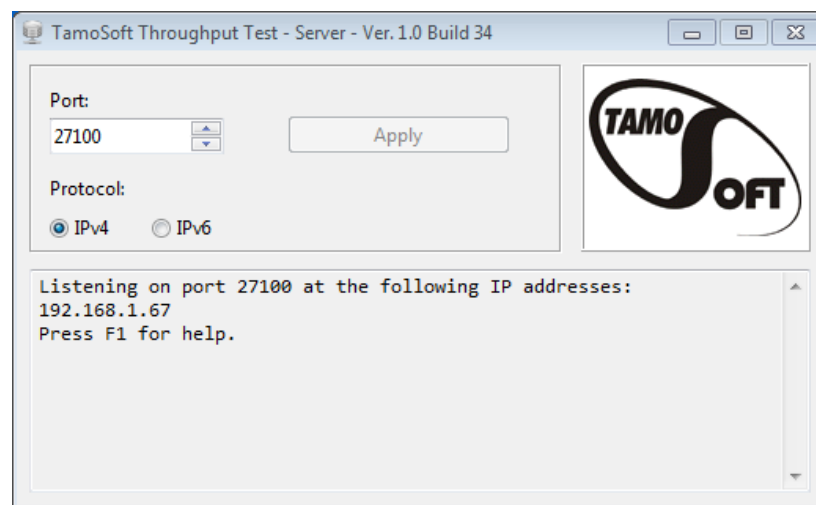 TamoSoft Throughput Test - Server - Ver. 1.0 Build 34
Port:
27100
Apply
Protocol:
IPv4
IPv6
TAMO
SOFT
Listening on port 27100 at the following IP addresses:
192.168.1.67
Press F1 for help.